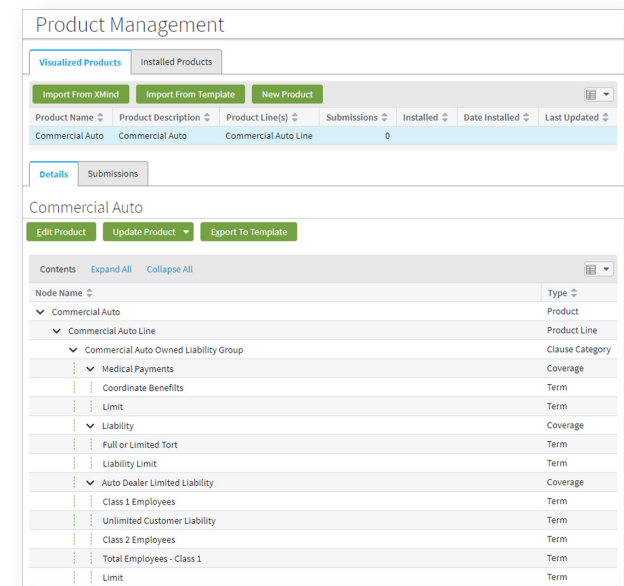 Product Management
Visualized Products Installed Products
Import From XMind Import From Template New Product
Product Name Product Description Product Line(s) Submissions Installed Date Installed Last Updated
Commercial Auto Commercial Auto Commercial Auto Line 0
Details Submissions
Commercial Auto
Edit Product Update Product Export To Template
Contents Expand All Collapse All
Node Name Type
Commercial Auto Product
Commercial Auto Line Product Line
Commercial Auto Owned Liability Group Clause Category
Medical Payments Coverage
Coordinate Benefilts Term
Limit Term
Liability Coverage
Full or Limited Tort Term
Liability Limit Term
Auto Dealer Limited Liability Coverage
Class 1 Employees Term
Unlimited Customer Liability Term
Class 2 Employees Term
Total Employees - Class 1 Term
Limit Term